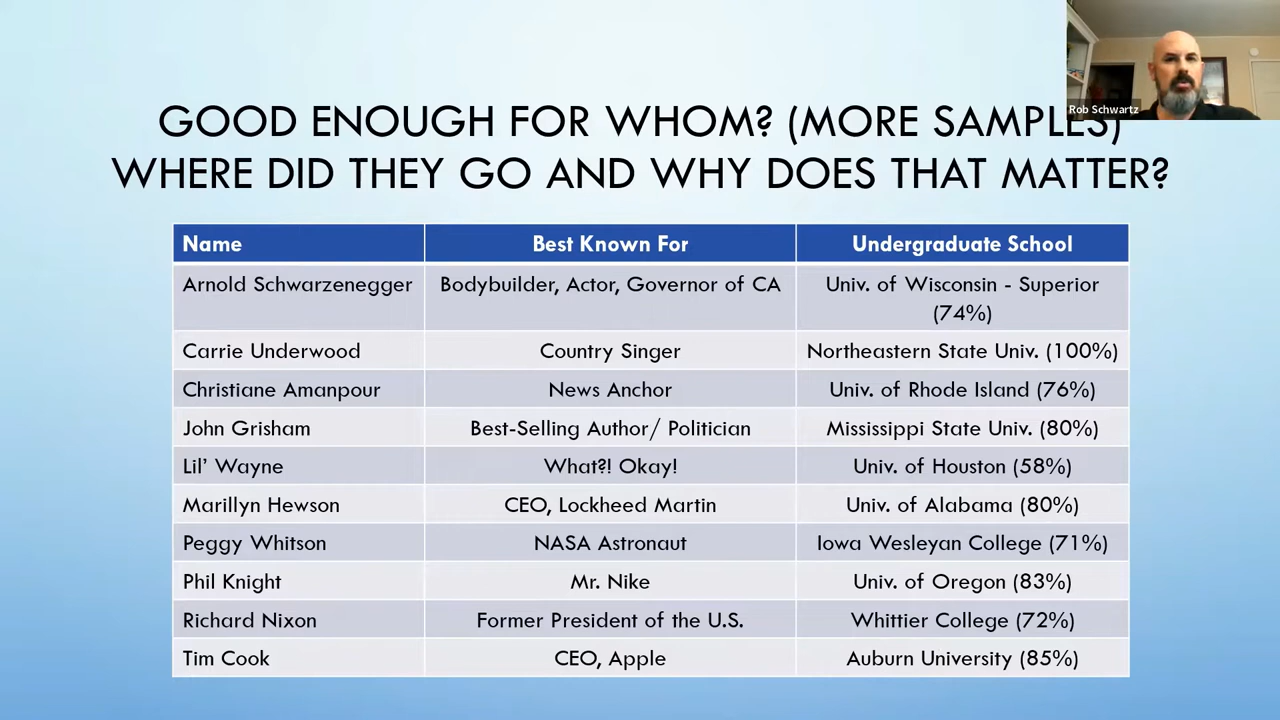 Rob Schwartz
GOOD ENOUGH FOR WHOM? (MORE SAMPLES)
WHERE DID THEY GO AND WHY DOES THAT MATTER?
Name Best Known For Undergraduate School
Arnold Schwarzenegger Bodybuilder, Actor, Governor of CA Univ. of Wisconsin - Superior
(74%)
Carrie Underwood Country Singer Northeastern State Univ. (100%)
Christiane Amanpour News Anchor Univ. of Rhode Island (76%)
John Grisham Best-Selling Author/ Politician Mississippi State Univ. (80%)
Lil’ Wayne What?! Okay! Univ. of Houston (58%)
Marillyn Hewson CEO, Lockheed Martin Univ. of Alabama (80%)
Peggy Whitson NASA Astronaut Iowa Wesleyan College (71%)
Phil Knight Mr. Nike Univ. of Oregon (83%)
Richard Nixon Former President of the U.S. Whittier College (72%)
Tim Cook CEO, Apple Auburn University (85%)